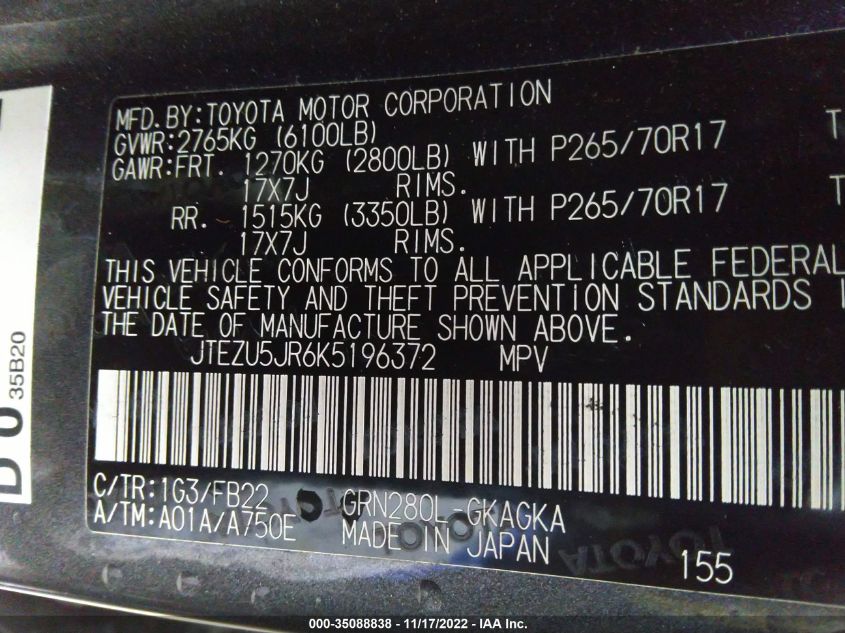 MFD. BY: TOYOTA MOTOR CORPORATION
GVWR: 2765KG (6100LB)
GAWR: FRT. 1270KG (2800LB) WITH P265/70R17
17X7J RIMS.
RR. 1515KG (3350LB) WITH P265/70R17
17X7J RIMS.
THIS VEHICLE CONFORMS TO ALL APPLICABLE FEDERAL
VEHICLE SAFETY AND THEFT PREVENTION STANDARDS
THE DATE OF MANUFACTURE SHOWN ABOVE.
JTEZU5JR6K5196372 MPV
C/TR: 1G3/FB22 GRN280L-GKAGKA
A/TM: A01A/A750E MADE IN JAPAN
155
35B20
000-35088838 - 11/17/2022 - IAA Inc.